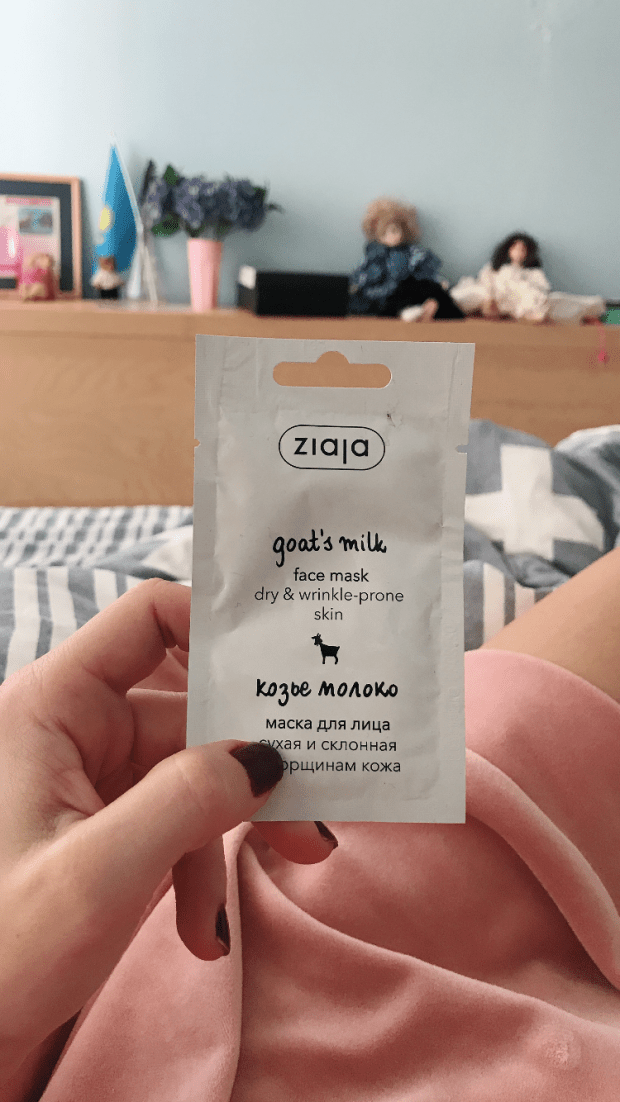 ziaja
goat's milk
face mask
dry & wrinkle-prone
skin
козье молоко
маска для лица
сухая и склонная
кожа